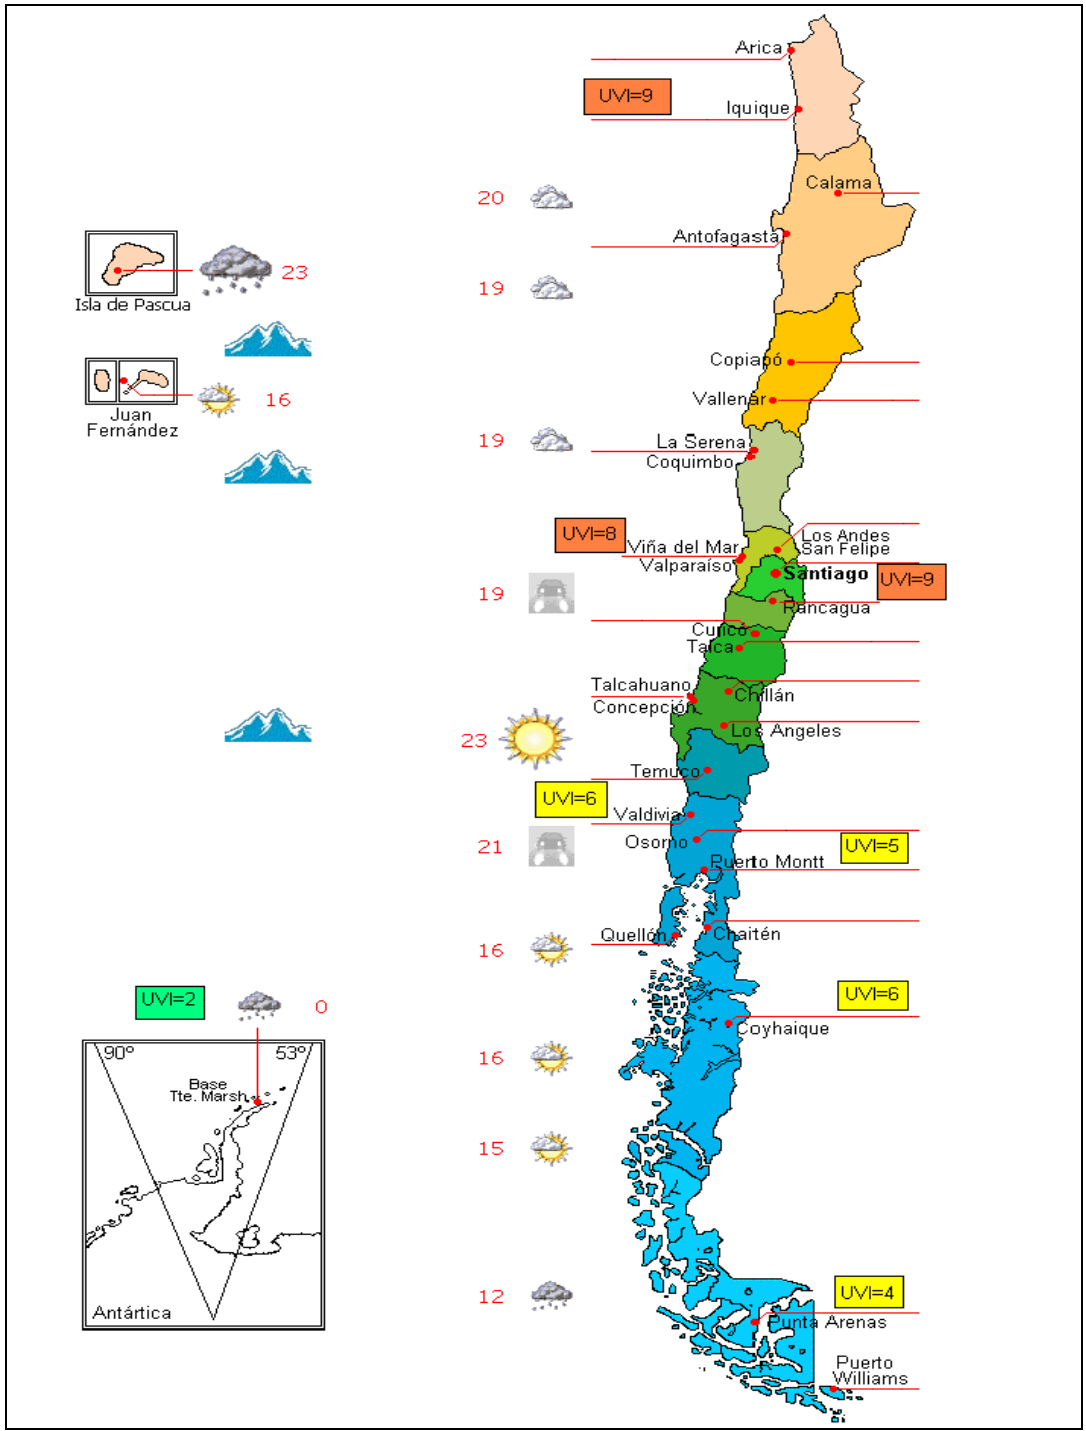 Arica
UVI=9
Iquique
20
Calama
Antofagasta
23
Isla de Pascua
19
Copiapó
Vallenar
16
Juan
Fernández
19
La Serena
Coquimbo
UVI=8
Los Andes
San Felipe
Viña del Mar
Valparaíso
Santiago
UVI=9
19
Rancagua
Curicó
Talca
Talcahuano
Chillán
Concepción
Los Angeles
23
Temuco
UVI=6
Valdivia
Osorno
UVI=5
21
Puerto Montt
Quellón
Chaitén
16
UVI=2
0
UVI=6
Coyhaique
16
90º
53º
Base
Tte. Marsh
15
12
UVI=4
Antártica
Punta Arenas
Puerto
Williams